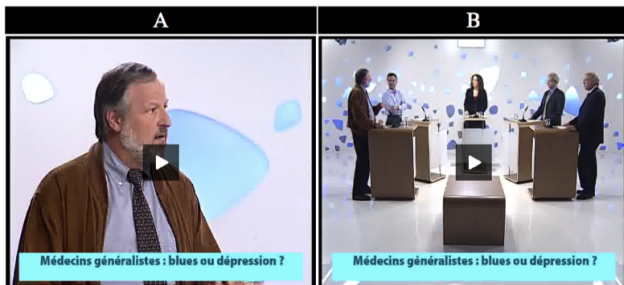 A
B
Médecins généralistes : blues ou dépression ?
Médecins généralistes : blues ou dépression ?